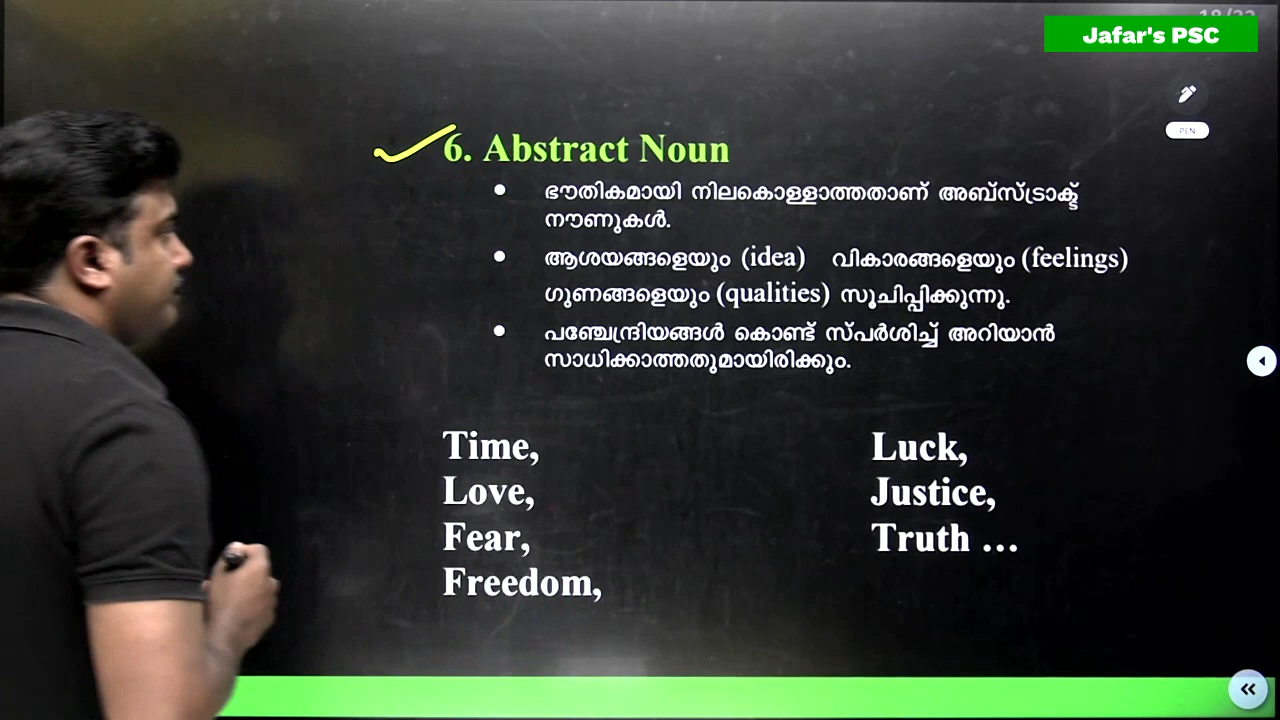 Jafar's PSC
PEN
6. Abstract Noun
• ഭൗതികമായി നിലകൊള്ളാത്തതാണ് അബ്സ്ട്രാക്ട്
നൗണുകൾ.
• ആശയങ്ങളെയും (idea) വികാരങ്ങളെയും (feelings)
ഗുണങ്ങളെയും (qualities) സൂചിപ്പിക്കുന്നു.
• പഞ്ചേന്ദ്രിയങ്ങൾ കൊണ്ട് സ്പർശിച്ച് അറിയാൻ
സാധിക്കാത്തതുമായിരിക്കും.
Time,
Love,
Fear,
Freedom,
Luck,
Justice,
Truth ...